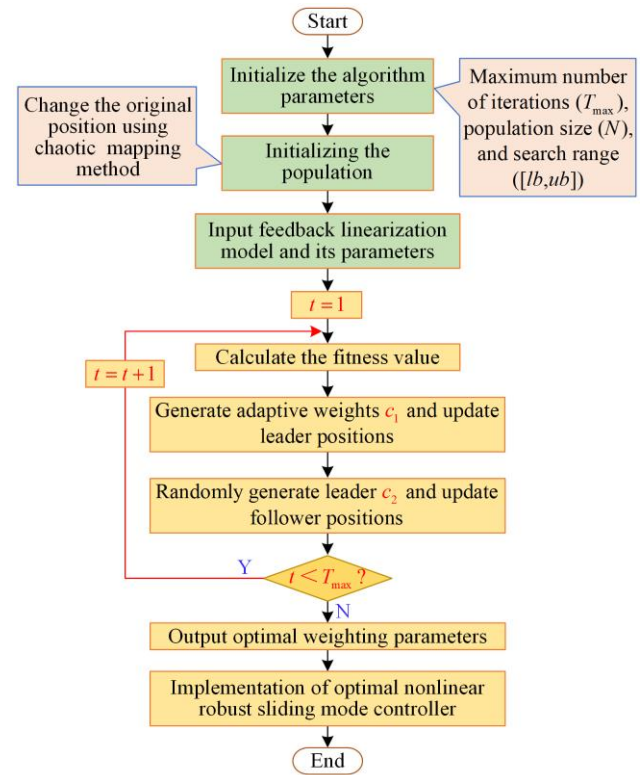 Start
Initialize the algorithm
parameters
Maximum number
of iterations (Tmax),
population size (N),
and search range
([lb,ub])
Change the original
position using
chaotic mapping
method
Initializing the
population
Input feedback linearization
model and its parameters
t=1
Calculate the fitness value
t=t+1
Generate adaptive weights c1 and update
leader positions
Randomly generate leader c2 and update
follower positions
Y
t<Tmax?
N
Output optimal weighting parameters
Implementation of optimal nonlinear
robust sliding mode controller
End